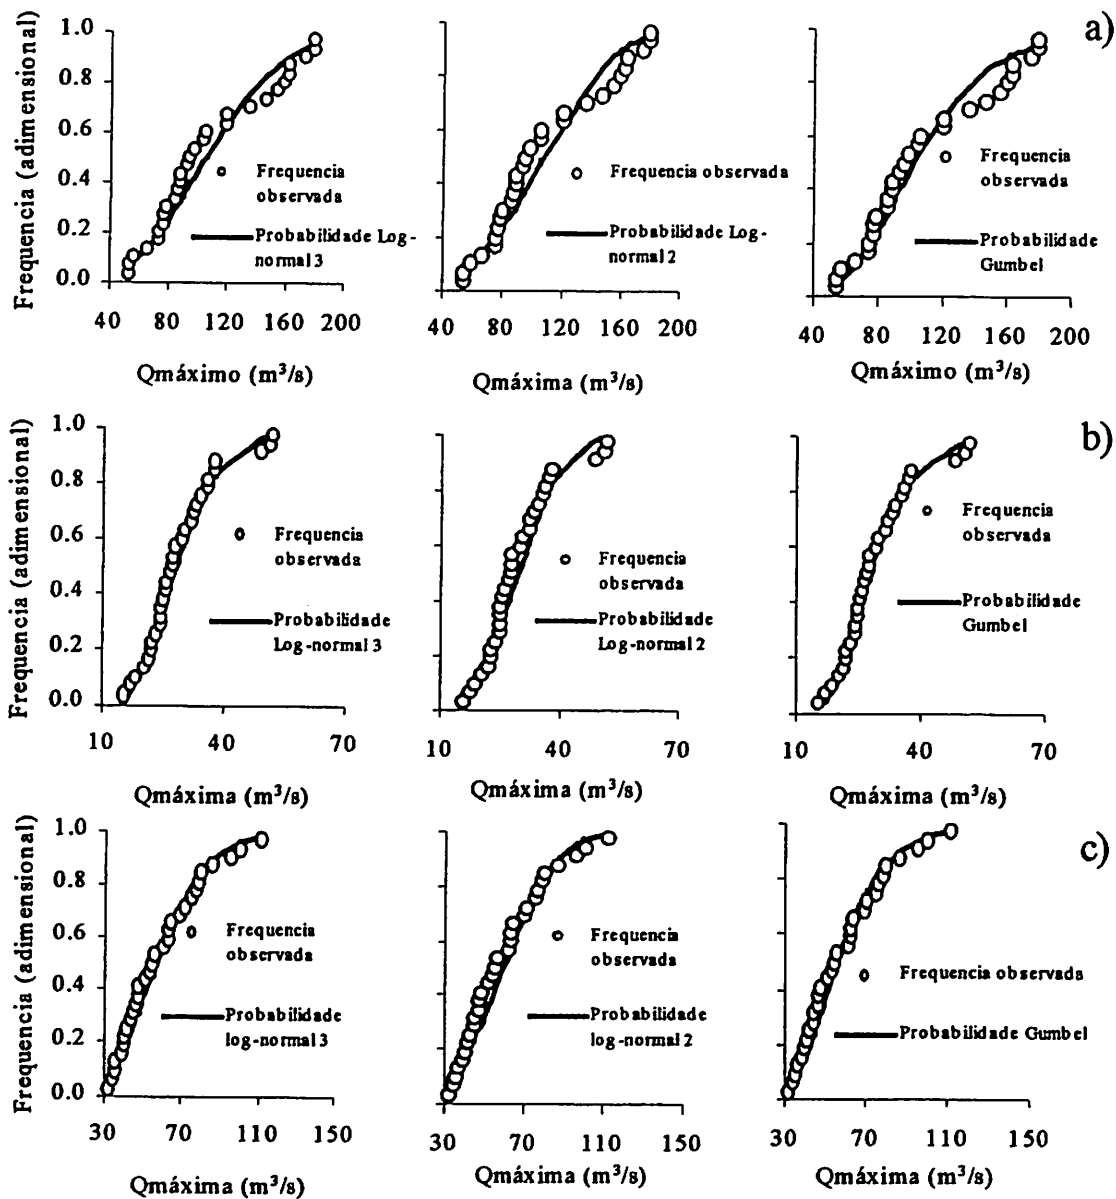 a)
Frequencia (adimensional)
1.0
0.8
0.6
0.4
0.2
0.0
Frequencia
observada
Probabilidade Log-
normal 3
40 80 120 160 200
Qmáximo (m³/s)
Frequencia observada
Probabilidade Log-
normal 2
40 80 120 160 200
Qmáxima (m³/s)
Frequencia
observada
Probabilidade
Gumbel
40 80 120 160 200
Qmáximo (m³/s)
b)
Frequencia (adimensional)
1.0
0.8
0.6
0.4
0.2
0.0
Frequencia
observada
Probabilidade
Log-normal 3
10 40 70
Qmáxima (m³/s)
Frequencia
observada
Probabilidade
Log-normal 2
10 40 70
Qmáxima (m³/s)
Frequencia
observada
Probabilidade
Gumbel
10 40 70
Qmáxima (m³/s)
c)
Frequencia (adimensional)
1.0
0.8
0.6
0.4
0.2
0.0
Frequencia
observada
Probabilidade
log-normal 3
30 70 110 150
Qmáxima (m³/s)
Frequencia
observada
Probabilidade
log-normal 2
30 70 110 150
Qmáxima (m³/s)
Frequencia observada
Probabilidade Gumbel
30 70 110 150
Qmáxima (m³/s)